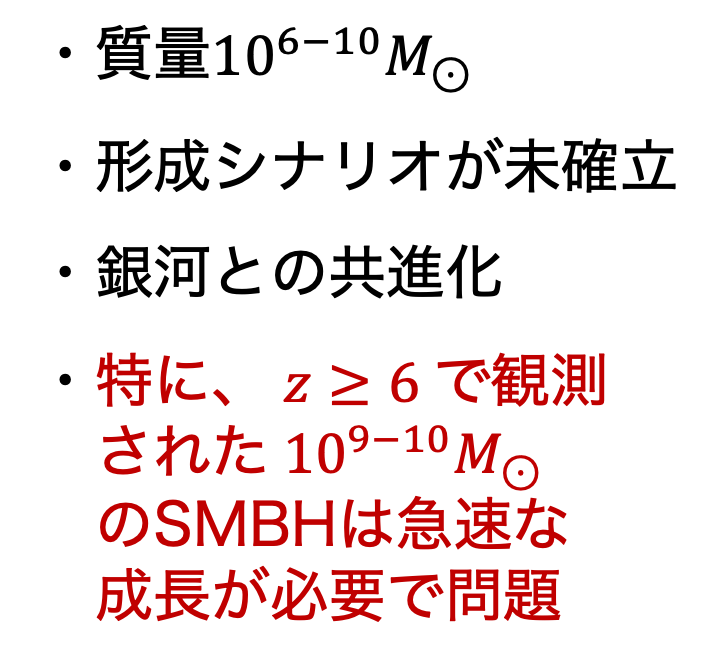 ・質量10^{6−10}M_⊙
・形成シナリオが未確立
・銀河との共進化
・特に、 z ≥ 6 で観測
された 10^{9−10}M_⊙
のSMBHは急速な
成長が必要で問題